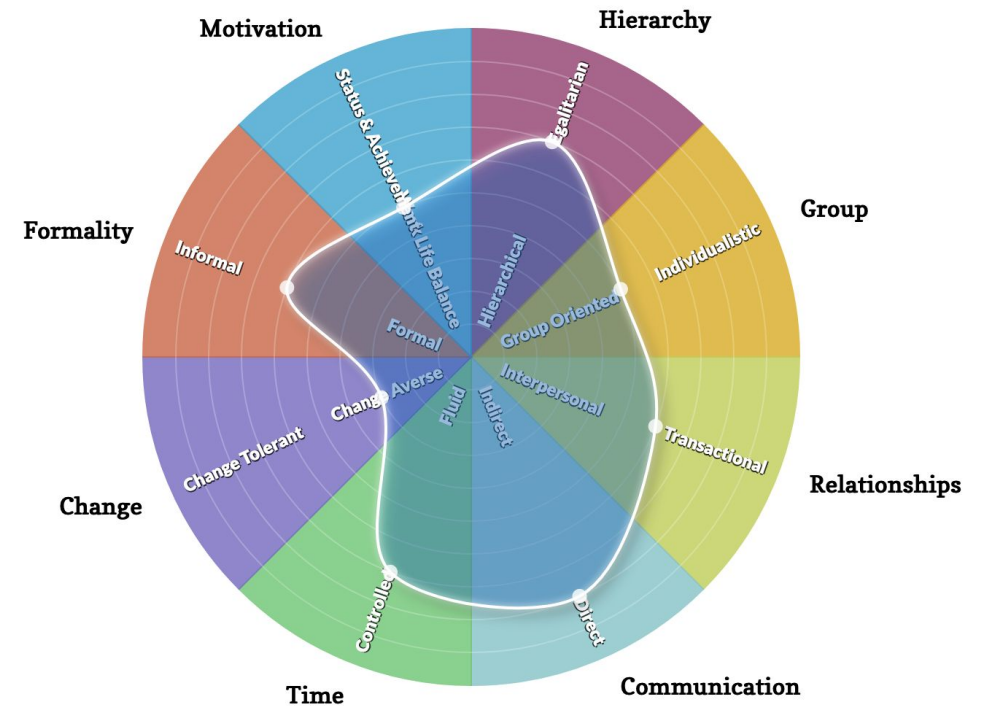 Hierarchy
Motivation
Egalitarian
Status & Achievement
Group
Formality
Individualistic
Informal
Work Life Balance
Hierarchical
Group Oriented
Formal
Interpersonal
Change Averse
Fluid
Indirect
Change Tolerant
Transactional
Relationships
Change
Controlled
Direct
Communication
Time